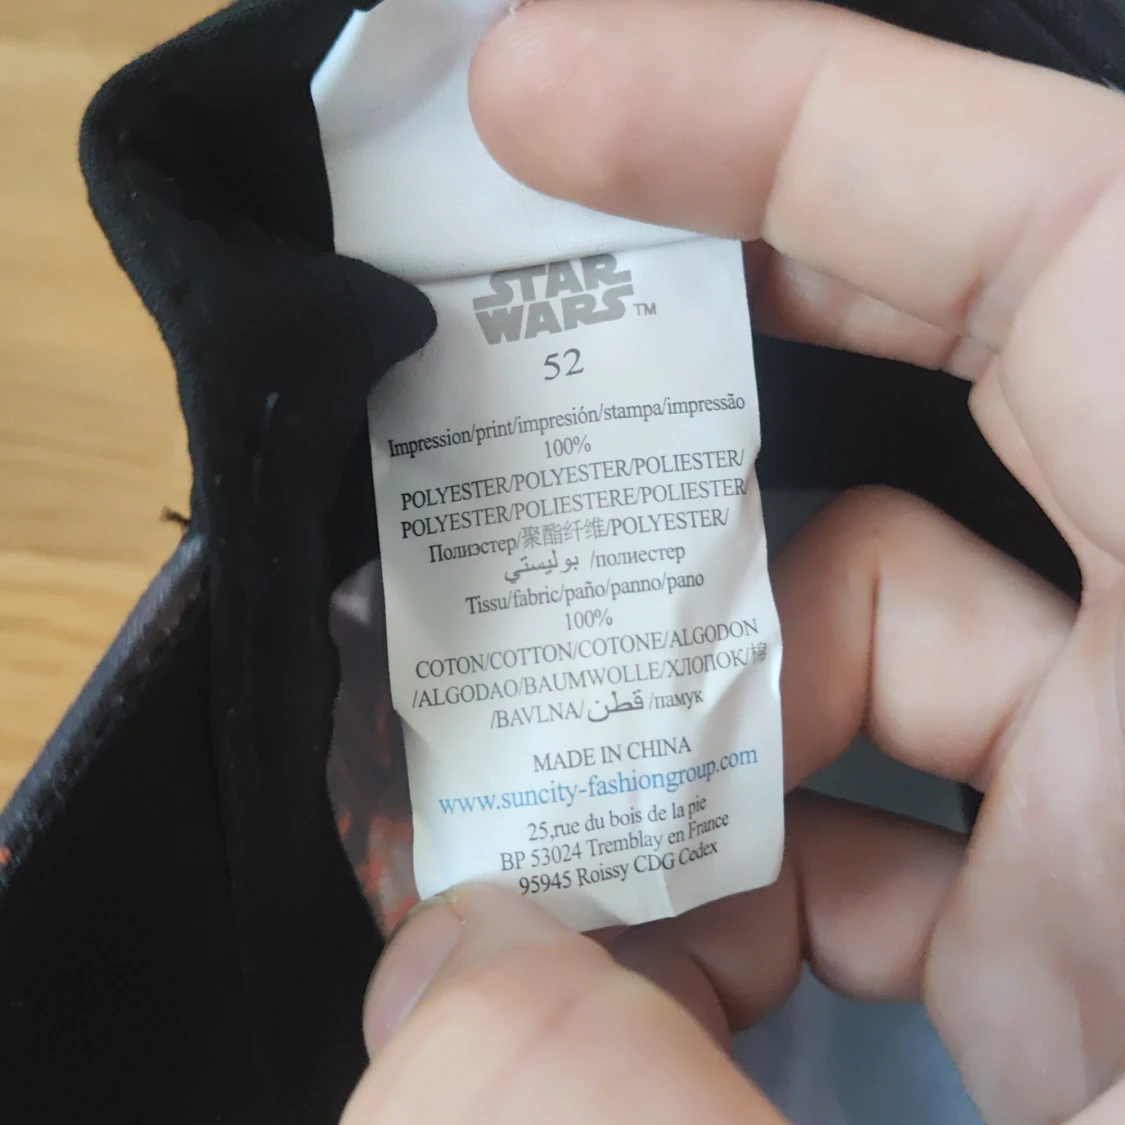 STAR
WARS™
52
Impression/print/impresión/stampa/impressão
100%
POLYESTER/POLYESTER/POLIESTER/
POLYESTER/POLIESTERE/POLIESTER/
Полиэстер/聚酯纤维/POLYESTER/
بوليستي /полиестер
Tissu/fabric/paño/panno/pano
100%
COTON/COTTON/COTONE/ALGODON
/ALGODAO/BAUMWOLLE/ХЛОПОК/棉
/BAVLNA/قطن/памук
MADE IN CHINA
www.suncity-fashiongroup.com
25,rue du bois de la pie
BP 53024 Tremblay en France
95945 Roissy CDG Cedex